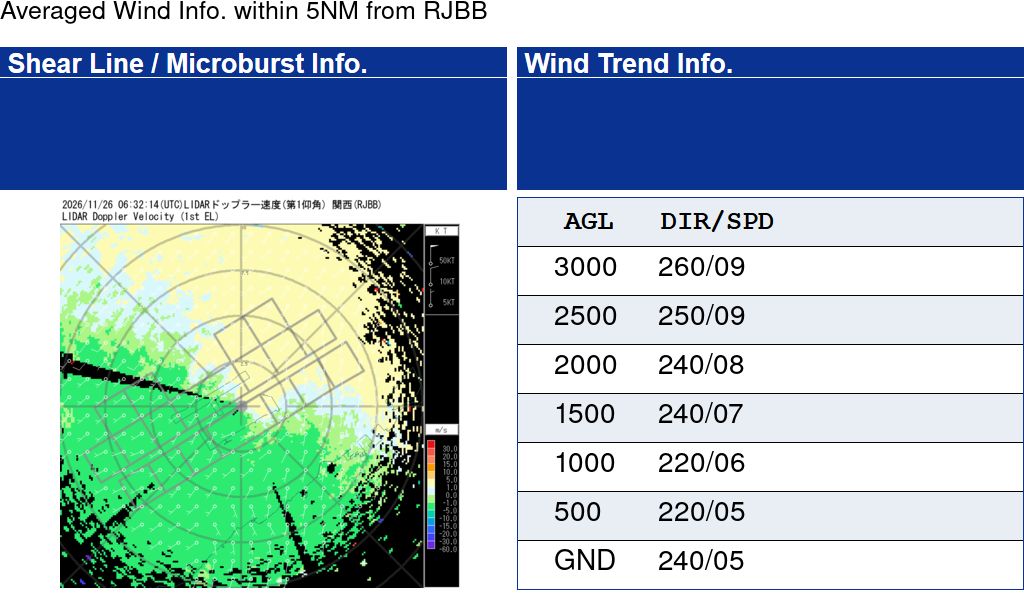 Averaged Wind Info. within 5NM from RJBB
Shear Line / Microburst Info.
Wind Trend Info.
2026/11/26 06:32:14(UTC)LIDARドップラー速度(第1仰角) 関西(RJBB)
LIDAR Doppler Velocity (1st EL)
KT
50KT
10KT
5KT
m/s
30.0
20.0
15.0
10.0
5.0
1.0
0.0
-1.0
-5.0
-10.0
-15.0
-20.0
-30.0
-60.0
AGL DIR/SPD
3000 260/09
2500 250/09
2000 240/08
1500 240/07
1000 220/06
500 220/05
GND 240/05